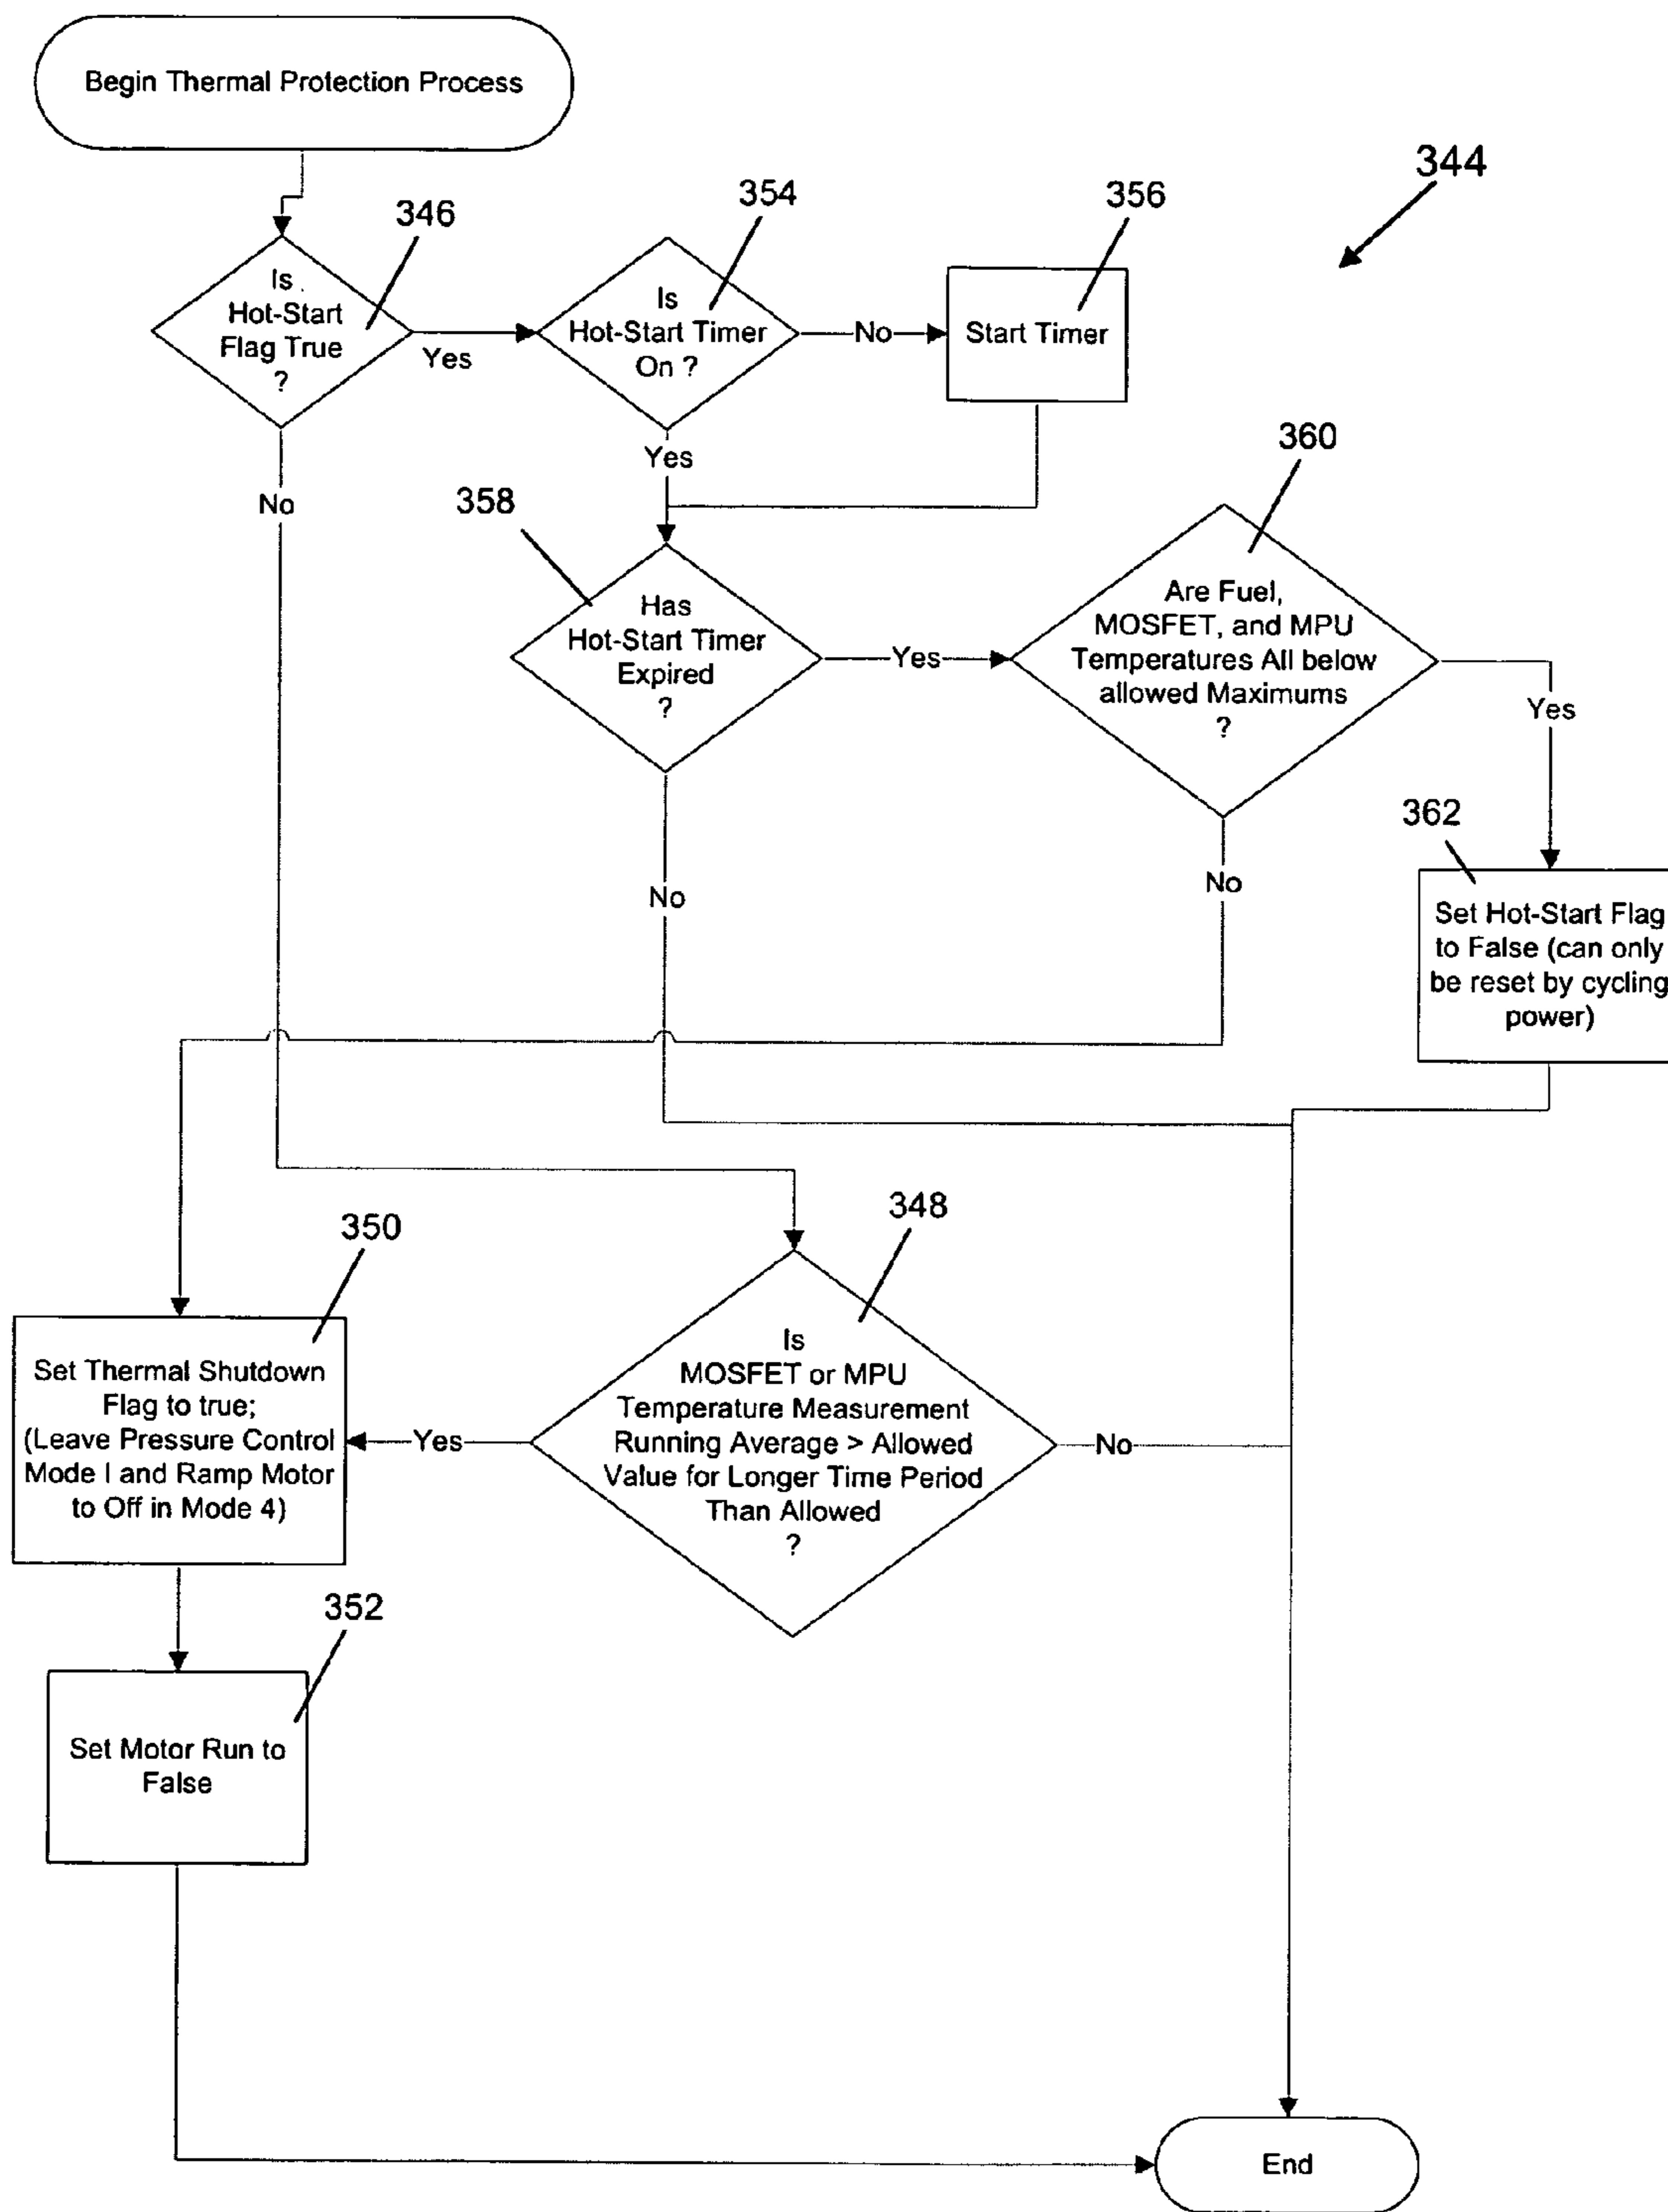 Begin Thermal Protection Process
344
346
354
356
Is
Hot-Start
Flag True
?
Yes
Is
Hot-Start Timer
On ?
No
Start Timer
Yes
No
358
360
Has
Hot-Start Timer
Expired
?
Yes
Are Fuel,
MOSFET, and MPU
Temperatures All below
allowed Maximums
?
Yes
No
No
362
Set Hot-Start Flag
to False (can only
be reset by cycling
power)
350
348
Set Thermal Shutdown
Flag to true;
(Leave Pressure Control
Mode I and Ramp Motor
to Off in Mode 4)
Yes
Is
MOSFET or MPU
Temperature Measurement
Running Average > Allowed
Value for Longer Time Period
Than Allowed
?
No
352
Set Motor Run to
False
End